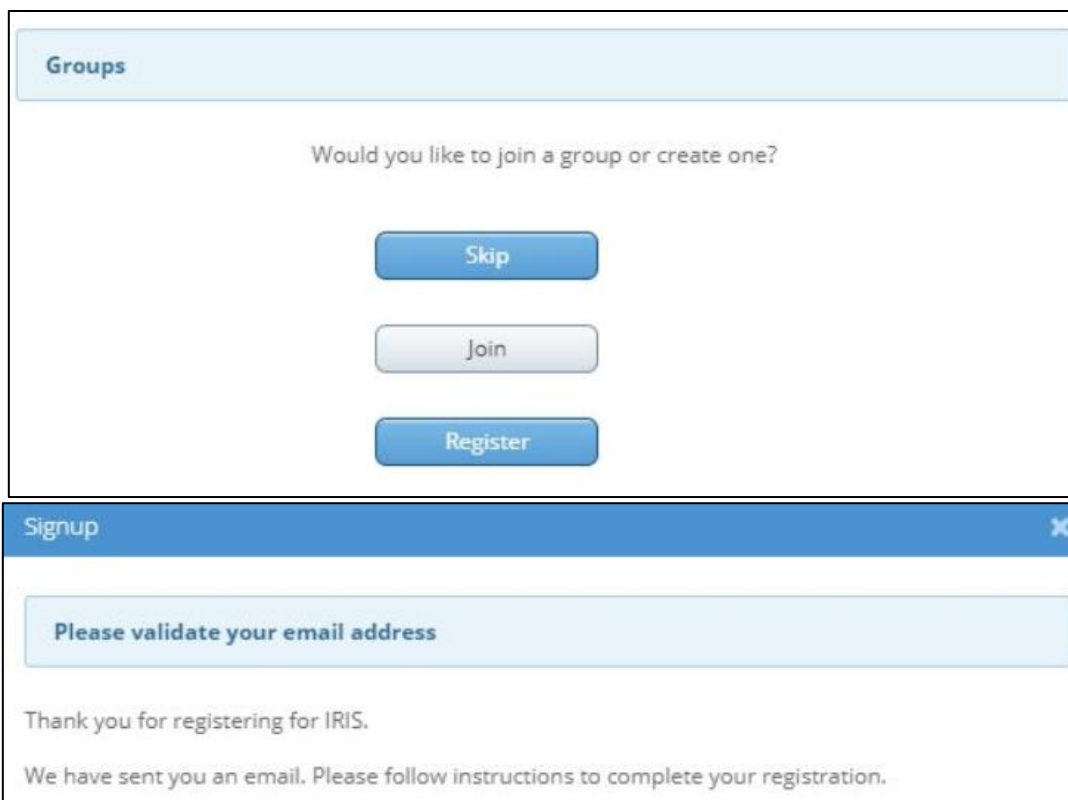 Groups
Would you like to join a group or create one?
Skip
Join
Register
Signup
Please validate your email address
Thank you for registering for IRIS.
We have sent you an email. Please follow instructions to complete your registration.